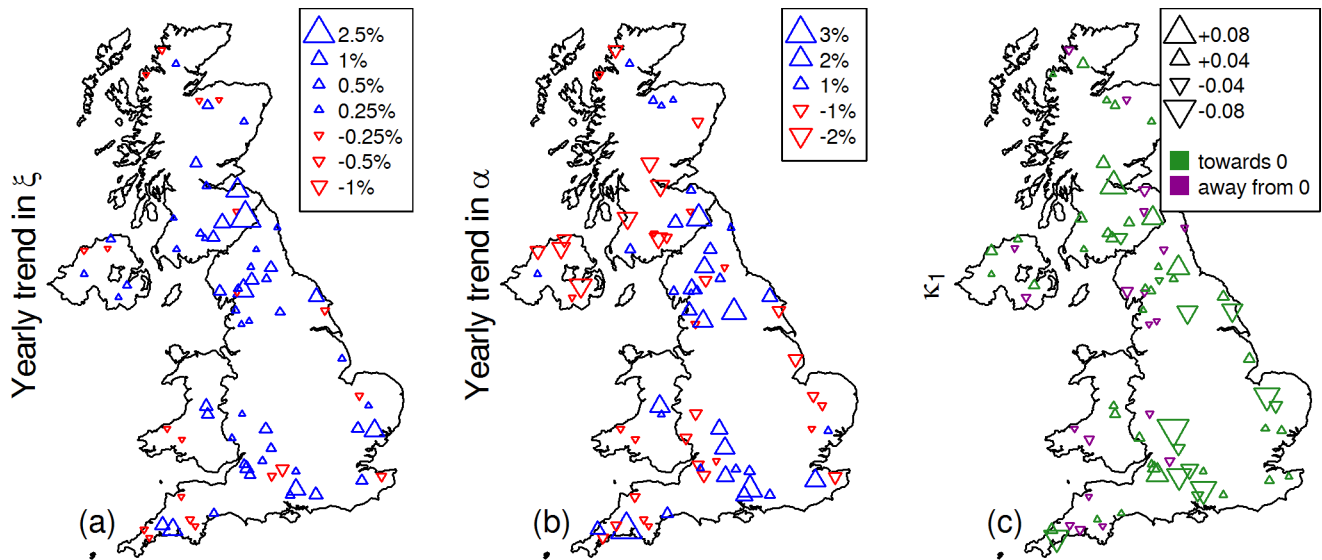 Yearly trend in ξ
2.5%
1%
0.5%
0.25%
-0.25%
-0.5%
-1%
(a)
Yearly trend in α
3%
2%
1%
-1%
-2%
(b)
κ1
+0.08
+0.04
-0.04
-0.08
towards 0
away from 0
(c)